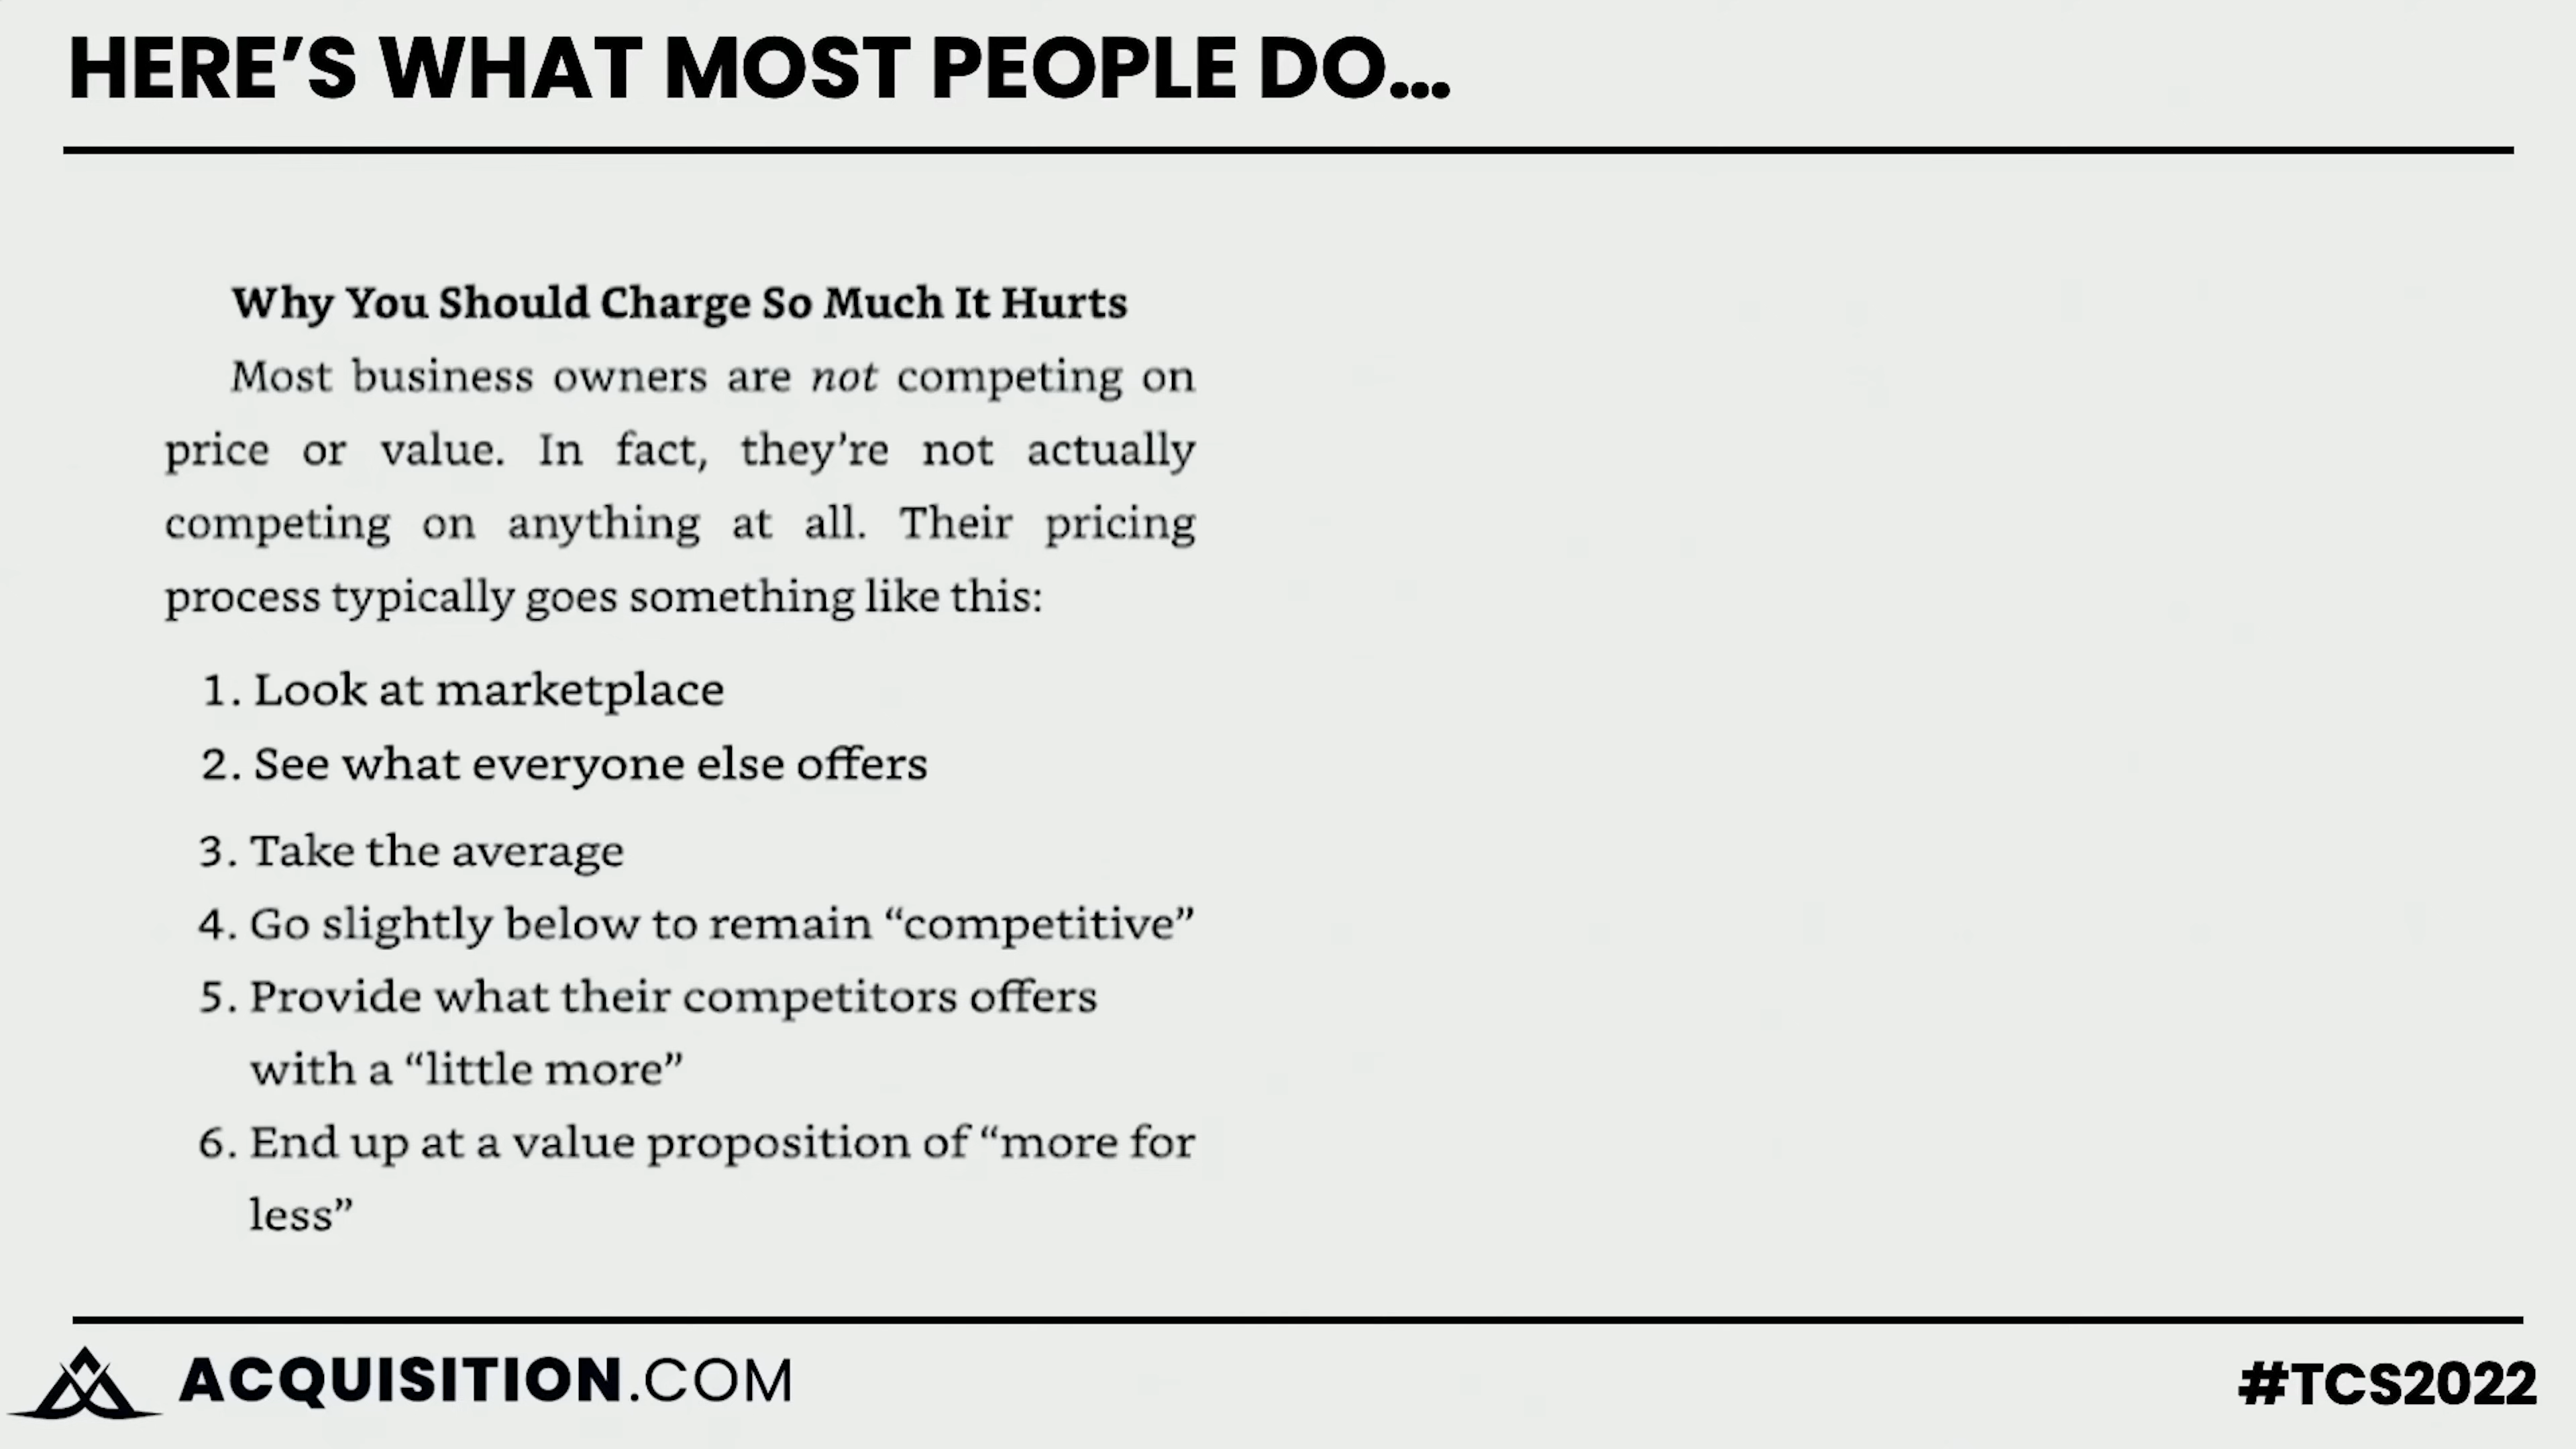 HERE’S WHAT MOST PEOPLE DO...
Why You Should Charge So Much It Hurts
Most business owners are not competing on
price or value. In fact, they’re not actually
competing on anything at all. Their pricing
process typically goes something like this:
1. Look at marketplace
2. See what everyone else offers
3. Take the average
4. Go slightly below to remain “competitive”
5. Provide what their competitors offers
with a “little more”
6. End up at a value proposition of “more for
less”
ACQUISITION.COM
#TCS2022